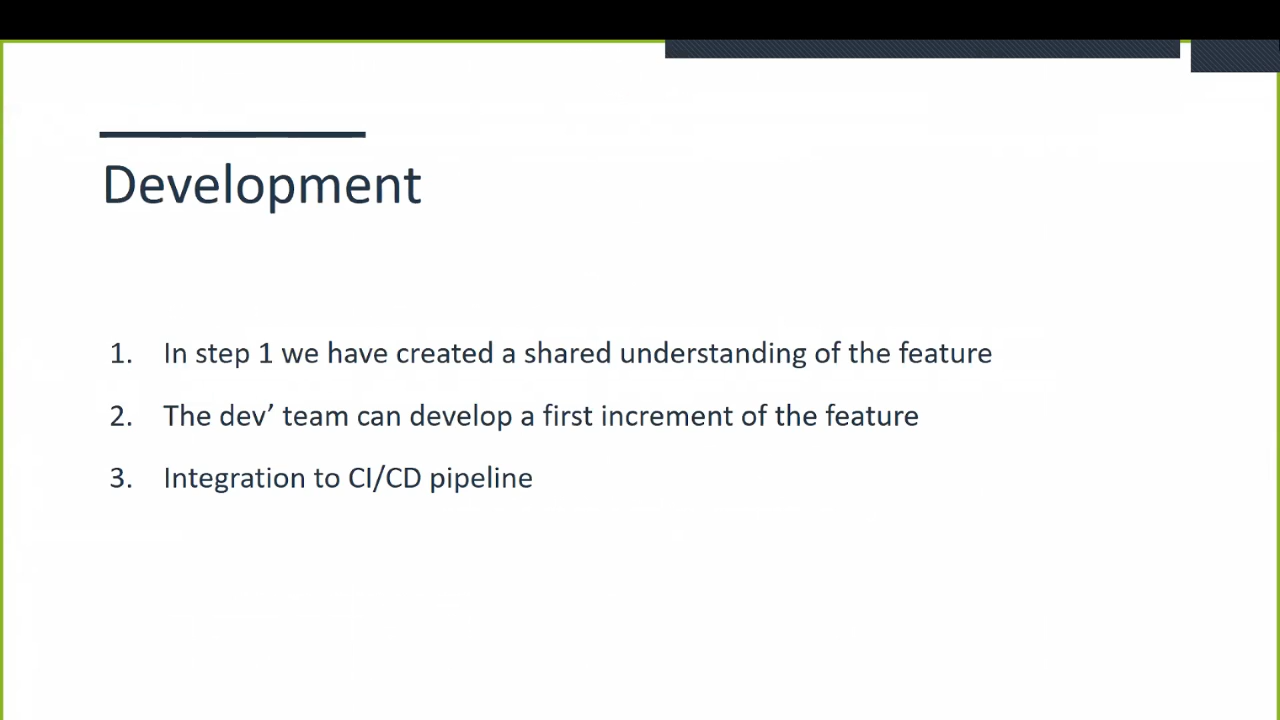 Development
1. In step 1 we have created a shared understanding of the feature
2. The dev’ team can develop a first increment of the feature
3. Integration to CI/CD pipeline